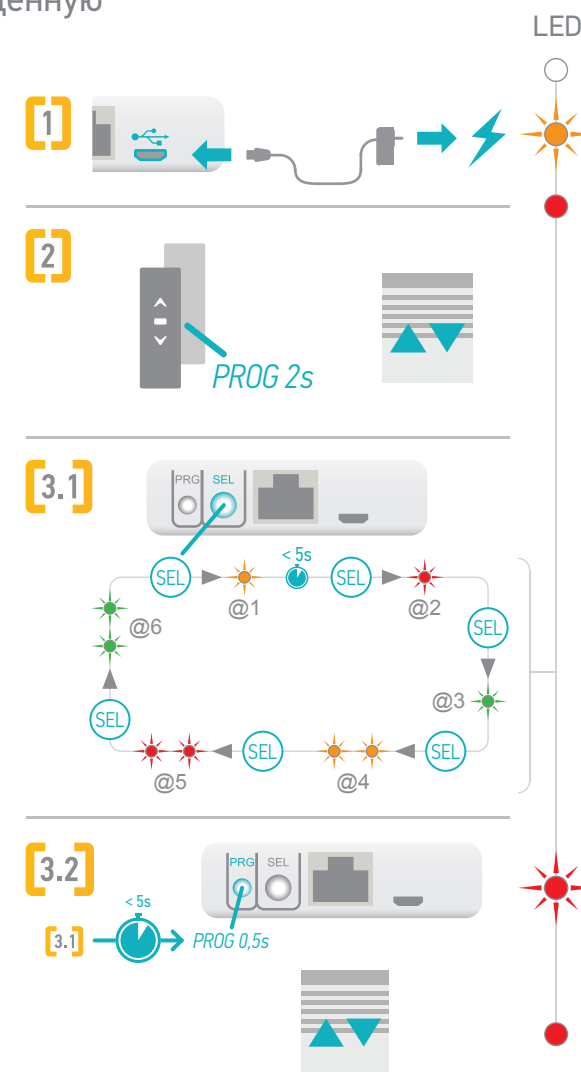 LED
[1]
[2]
PROG 2s
[3.1]
PRG SEL
SEL @1 < 5s SEL @2
@6 SEL
@3
SEL SEL SEL
@5 @4
[3.2]
PRG SEL
< 5s
[3.1] PROG 0,5s